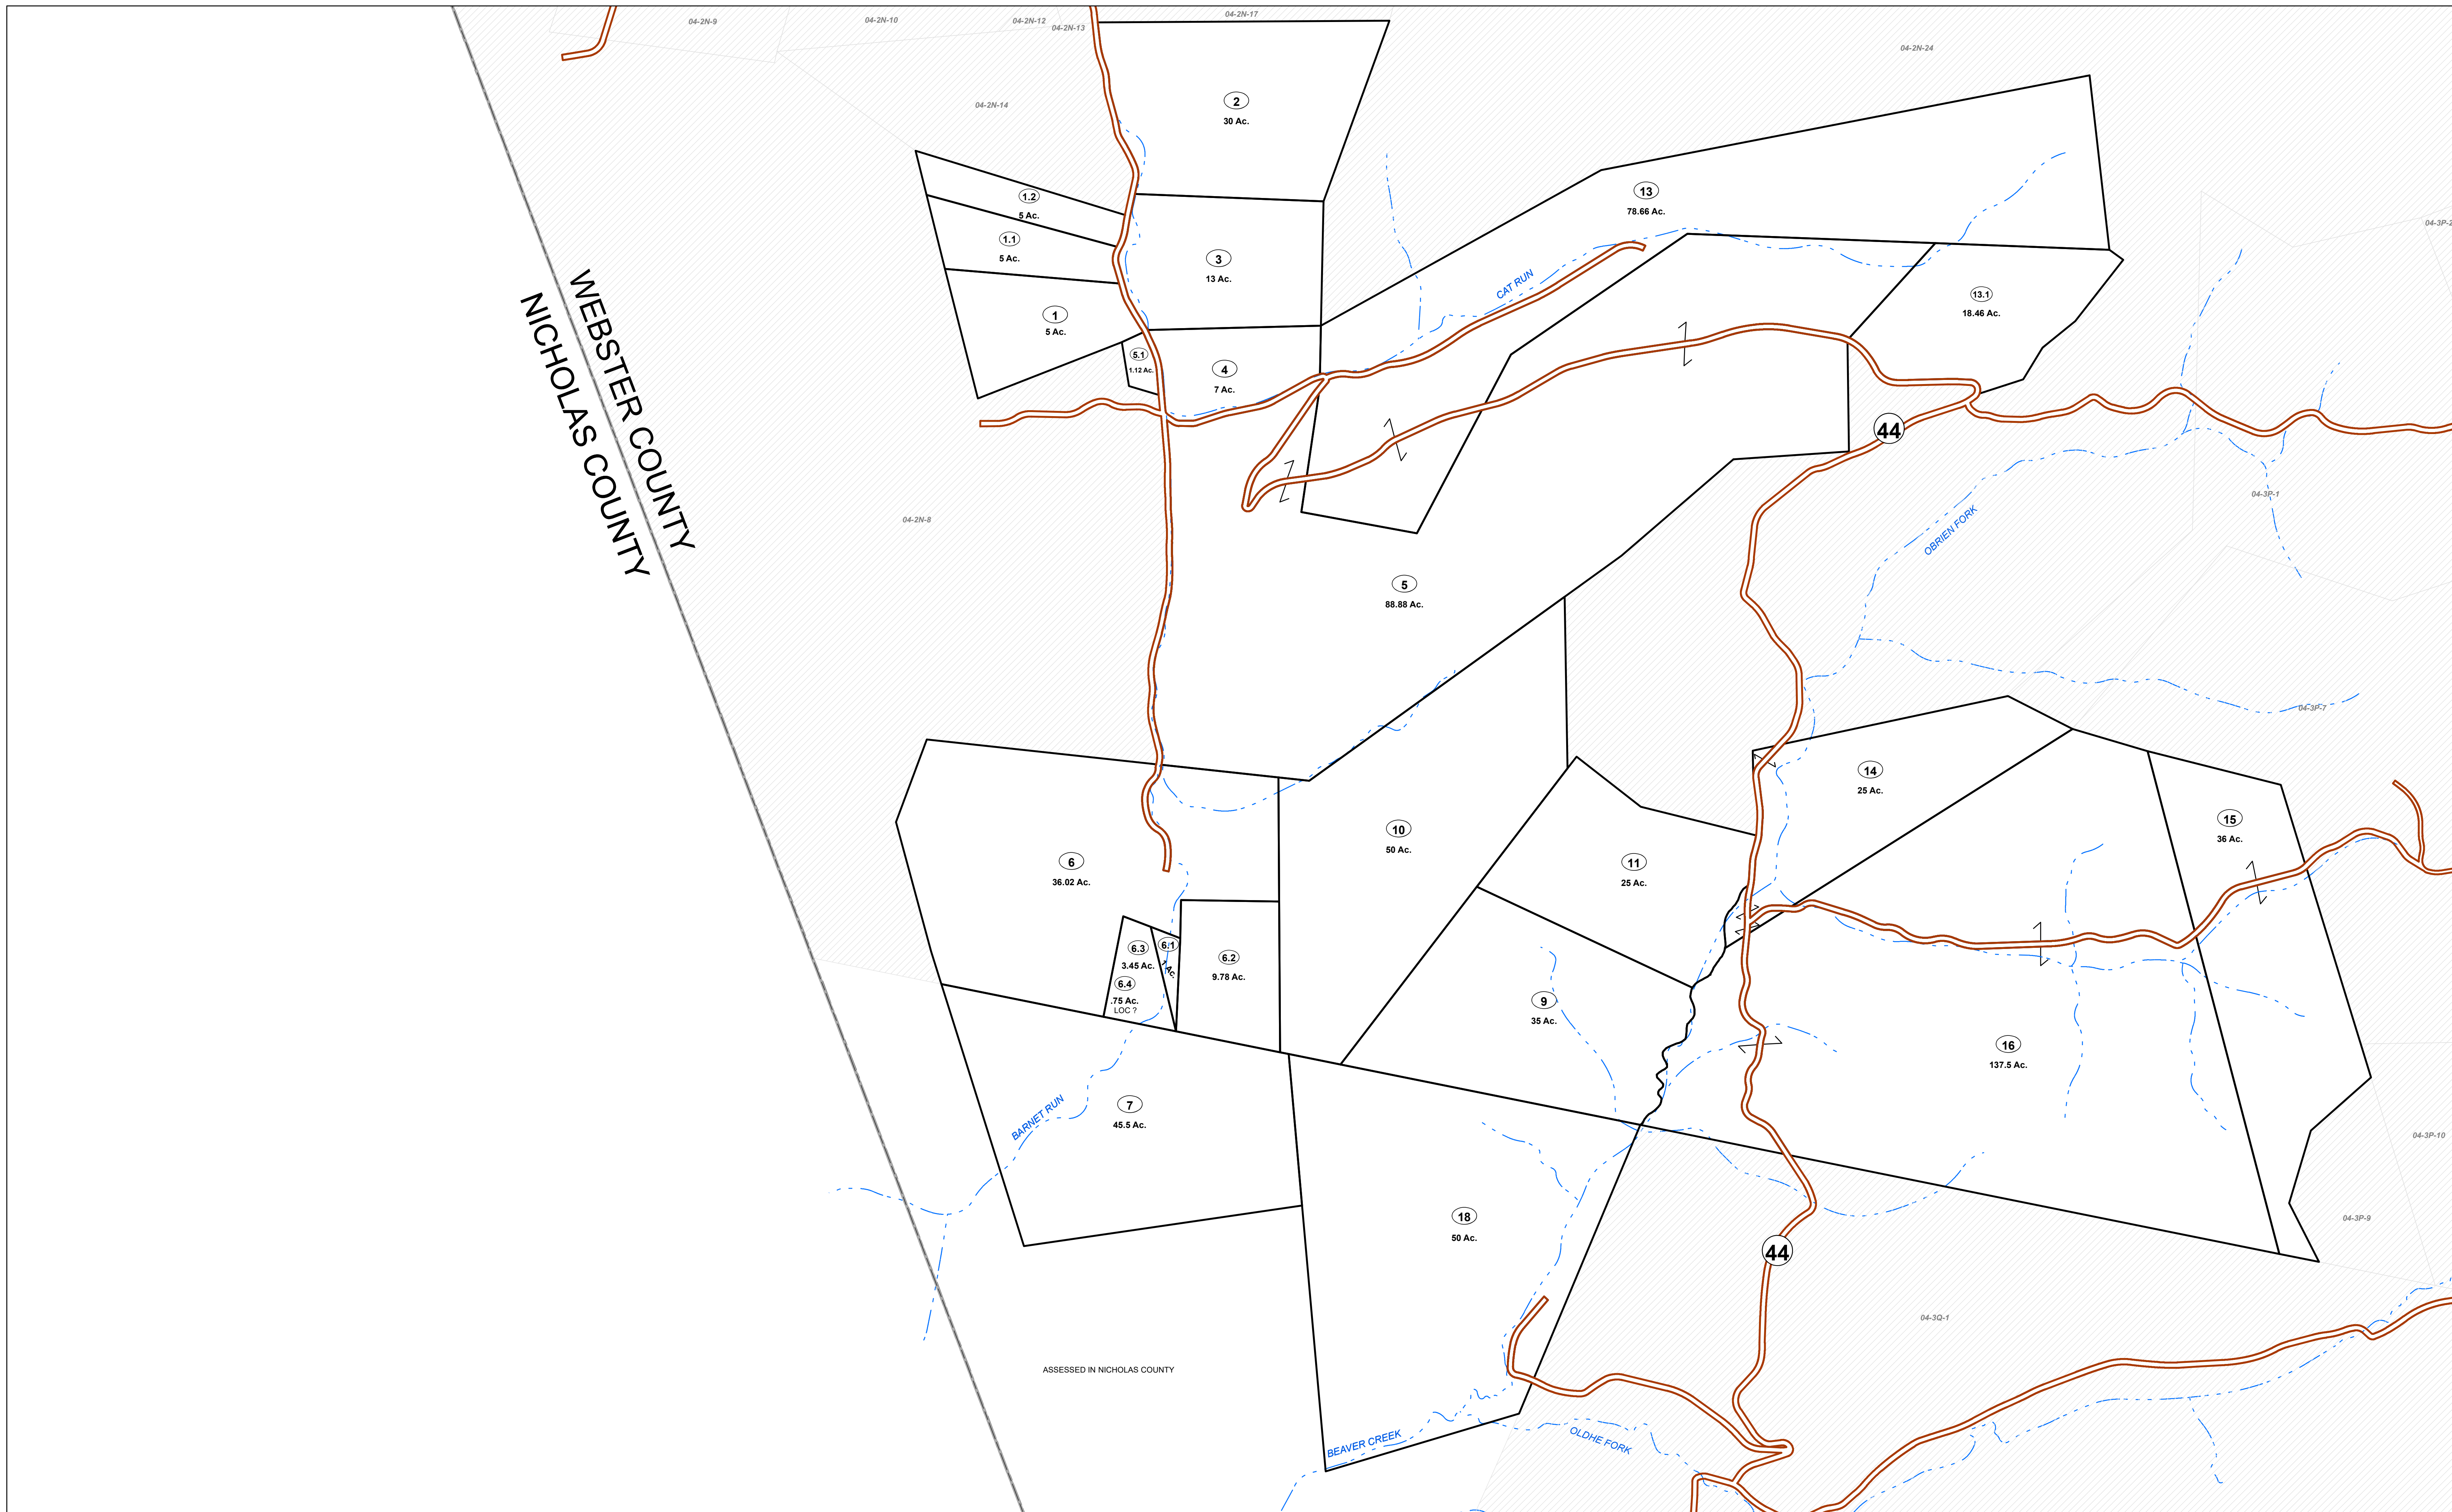 04-2N-9
04-2N-10
04-2N-12
04-2N-13
04-2N-17
04-2N-24
04-2N-14
2
30 Ac.
1.2
5 Ac.
1.1
5 Ac.
1
5 Ac.
3
13 Ac.
13
78.66 Ac.
CAT RUN
13.1
18.46 Ac.
5.1
1.12 Ac.
4
7 Ac.
44
WEBSTER COUNTY
NICHOLAS COUNTY
04-2N-8
04-3P-1
OBRIEN FORK
5
88.88 Ac.
04-3P-7
14
25 Ac.
15
36 Ac.
10
50 Ac.
6
36.02 Ac.
11
25 Ac.
6.3
3.45 Ac.
6.1
1 Ac.
6.2
9.78 Ac.
6.4
.75 Ac.
LOC ?
9
35 Ac.
16
137.5 Ac.
7
45.5 Ac.
BARNET RUN
04-3P-10
18
50 Ac.
04-3P-9
44
04-3Q-1
ASSESSED IN NICHOLAS COUNTY
BEAVER CREEK
OLDHE FORK